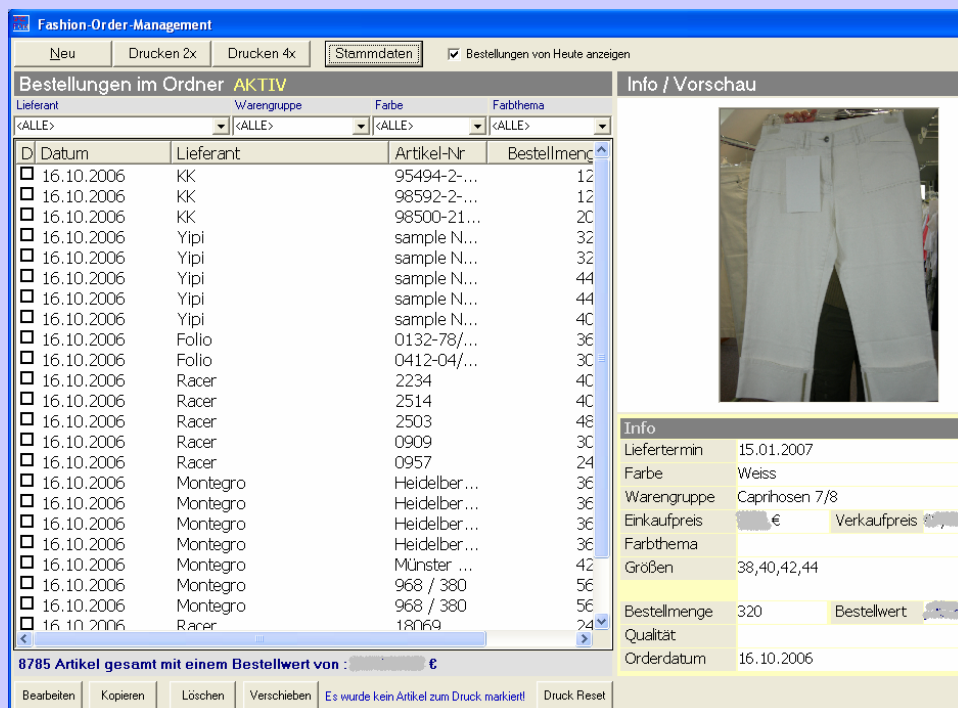 Fashion-Order-Management
Neu Drucken 2x Drucken 4x Stammdaten Bestellungen von Heute anzeigen
Bestellungen im Ordner AKTIV
Lieferant Warengruppe Farbe Farbthema
<ALLE> <ALLE> <ALLE> <ALLE>
D Datum Lieferant Artikel-Nr Bestellmeng
16.10.2006 KK 95494-2-... 12
16.10.2006 KK 98592-2-... 12
16.10.2006 KK 98500-21... 20
16.10.2006 Yipi sample N... 32
16.10.2006 Yipi sample N... 32
16.10.2006 Yipi sample N... 44
16.10.2006 Yipi sample N... 44
16.10.2006 Yipi sample N... 40
16.10.2006 Folio 0132-78/... 36
16.10.2006 Folio 0412-04/... 30
16.10.2006 Racer 2234 40
16.10.2006 Racer 2514 40
16.10.2006 Racer 2503 48
16.10.2006 Racer 0909 30
16.10.2006 Racer 0957 24
16.10.2006 Montegro Heidelber... 36
16.10.2006 Montegro Heidelber... 36
16.10.2006 Montegro Heidelber... 36
16.10.2006 Montegro Heidelber... 36
16.10.2006 Montegro Münster ... 42
16.10.2006 Montegro 968 / 380 56
16.10.2006 Montegro 968 / 380 56
16.10.2006 Racer 18069 24
8785 Artikel gesamt mit einem Bestellwert von : €
Bearbeiten Kopieren Löschen Verschieben Es wurde kein Artikel zum Druck markiert! Druck Reset
Info / Vorschau
Info
Liefertermin 15.01.2007
Farbe Weiss
Warengruppe Caprihosen 7/8
Einkaufpreis € Verkaufpreis
Farbthema
Größen 38,40,42,44
Bestellmenge 320 Bestellwert
Qualität
Orderdatum 16.10.2006